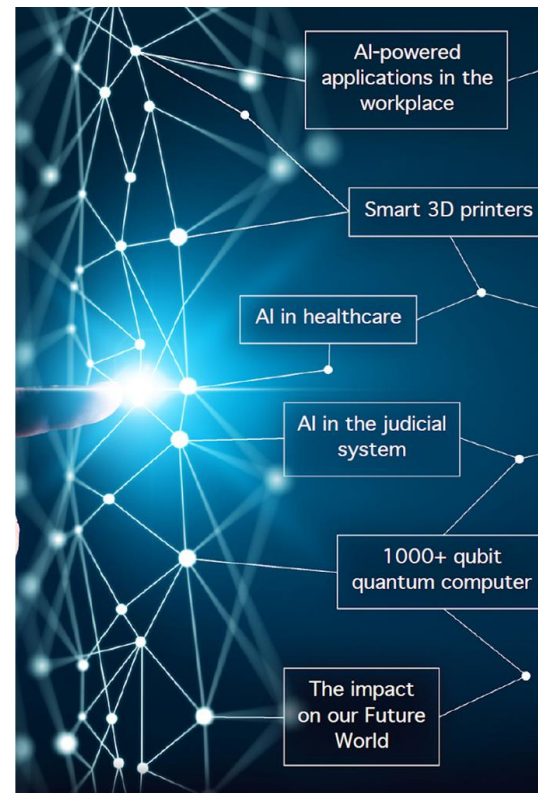 AI-powered
applications in the
workplace
Smart 3D printers
AI in healthcare
AI in the judicial
system
1000+ qubit
quantum computer
The impact
on our Future
World